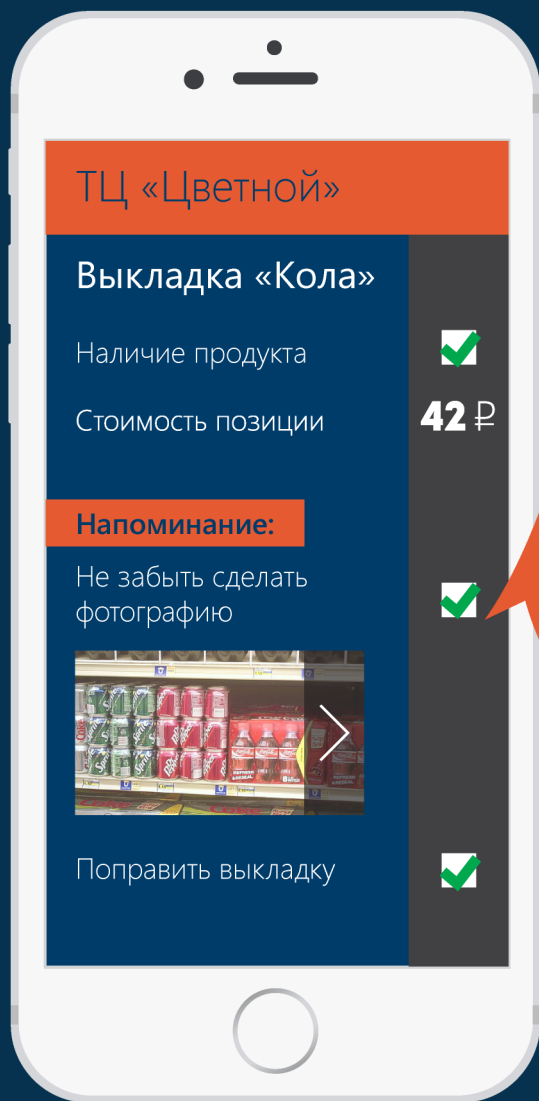 ТЦ «Цветной»
Выкладка «Кола»
Наличие продукта
Стоимость позиции 42 ₽
Напоминание:
Не забыть сделать
фотографию
Поправить выкладку